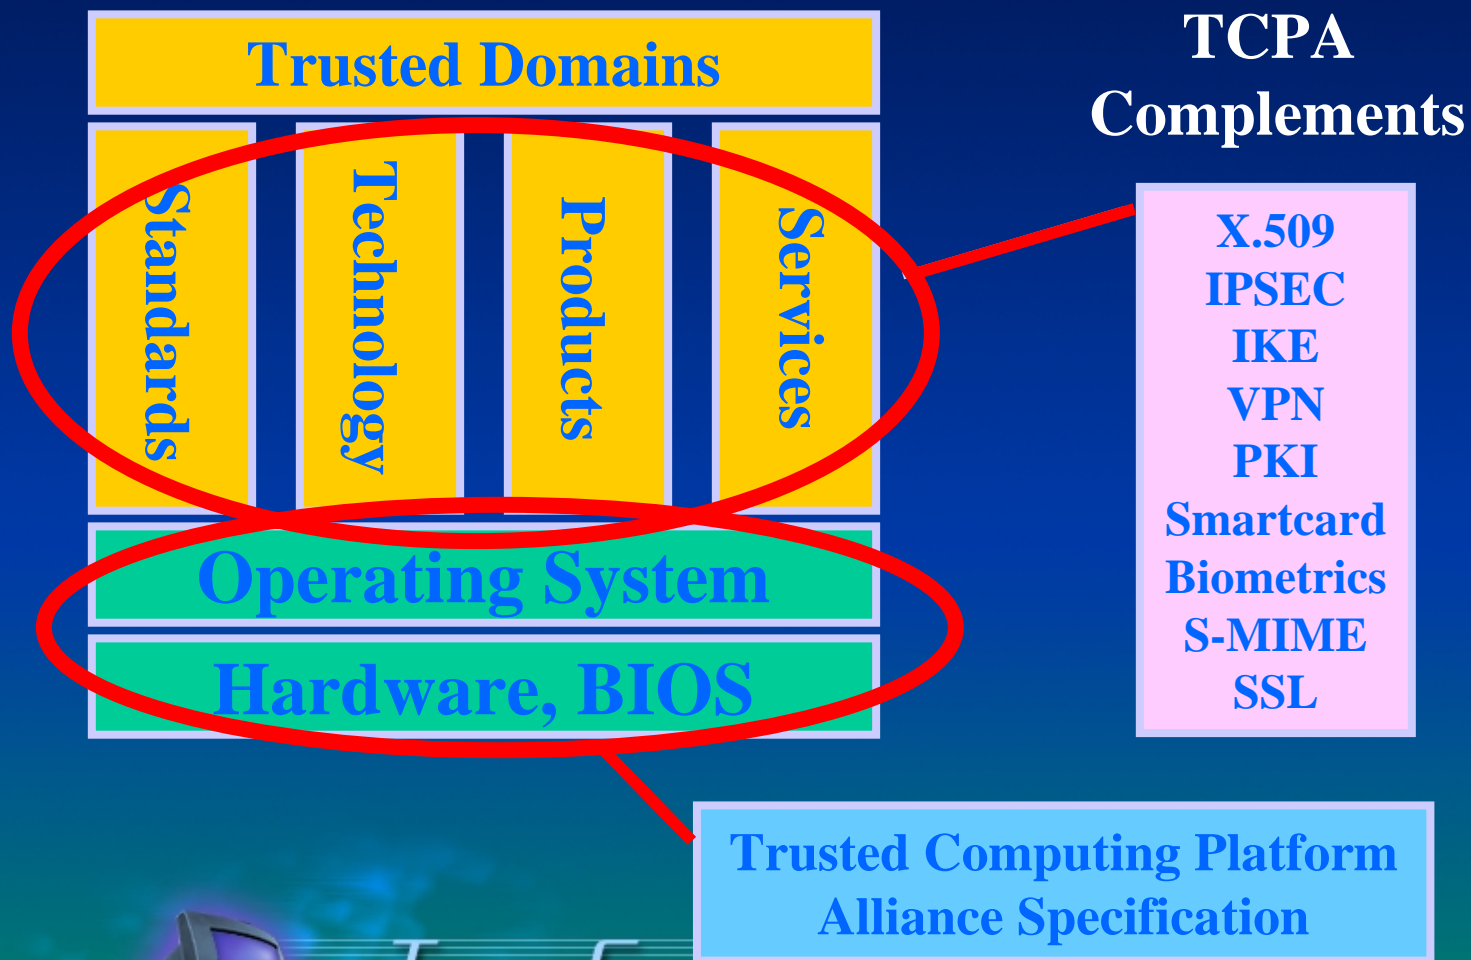 Trusted Domains
TCPA
Complements
Standards
Technology
Products
Services
X.509
IPSEC
IKE
VPN
PKI
Smartcard
Biometrics
S-MIME
SSL
Operating System
Hardware, BIOS
Trusted Computing Platform
Alliance Specification